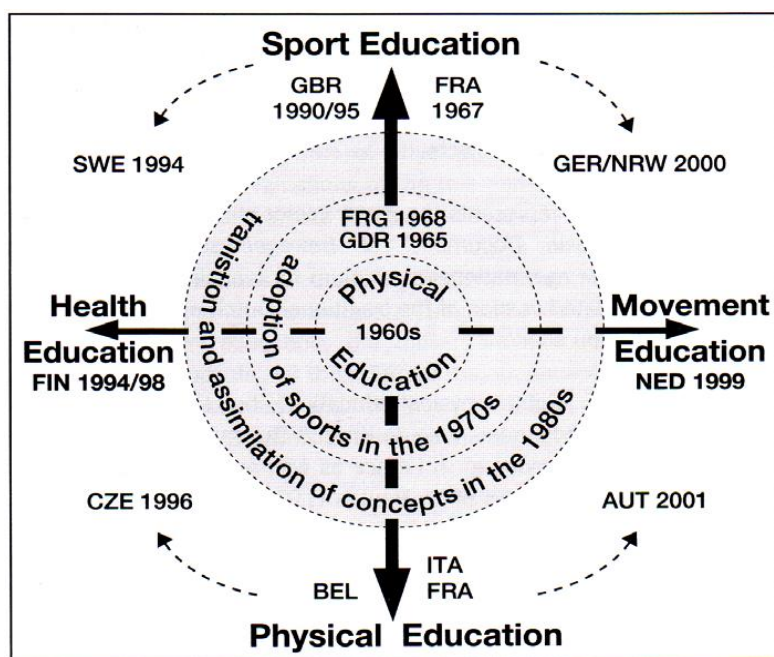 Sport Education
GBR
1990/95
FRA
1967
SWE 1994
GER/NRW 2000
FRG 1968
GDR 1965
Physical
1960s
Education
adoption of sports in the 1970s
tranistion and assimilation of concepts in the 1980s
Health
Education
FIN 1994/98
Movement
Education
NED 1999
CZE 1996
AUT 2001
BEL
ITA
FRA
Physical Education